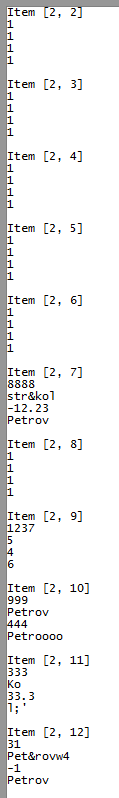 Item [2, 2]
1
1
1
1
Item [2, 3]
1
1
1
1
Item [2, 4]
1
1
1
1
Item [2, 5]
1
1
1
1
Item [2, 6]
1
1
1
1
Item [2, 7]
8888
str&kol
-12.23
Petrov
Item [2, 8]
1
1
1
1
Item [2, 9]
1237
5
4
6
Item [2, 10]
999
Petrov
444
Petroooo
Item [2, 11]
333
Ko
33.3
l;'
Item [2, 12]
31
Pet&rovw4
-1
Petrov